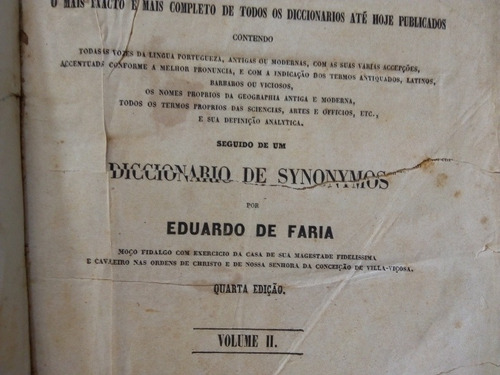 O MAIS EXACTO E MAIS COMPLETO DE TODOS OS DICCIONARIOS ATÉ HOJE PUBLICADOS
CONTENDO
TODAS AS VOZES DA LINGUA PORTUGUEZA, ANTIGAS OU MODERNAS, COM AS SUAS VARIAS ACCEPÇÕES,
ACCENTUADS CONFORME A MELHOR PRONUNCIA, E COM A INDICAÇÃO DOS TERMOS ANTIQUADOS, LATINOS,
BARBAROS OU VICIOSOS,
OS NOMES PROPRIOS DA GEOGRAPHIA ANTIGA E MODERNA,
TODOS OS TERMOS PROPRIOS DAS SCIENCIAS, ARTES E OFFICIOS, ETC.,
E SUA DEFINIÇÃO ANALYTICA.
SEGUIDO DE UM
DICCIONARIO DE SYNONYMOS
POR
EDUARDO DE FARIA
MOÇO FIDALGO COM EXERCICIO DA CASA DE SUA MAGESTADE FIDELISSIMA
E CAVALEIRO NAS ORDENS DE CHRISTO E DE NOSSA SENHORA DA CONCEIÇÃO DE VILLA-VIÇOSA.
QUARTA EDIÇÃO.
VOLUME II.